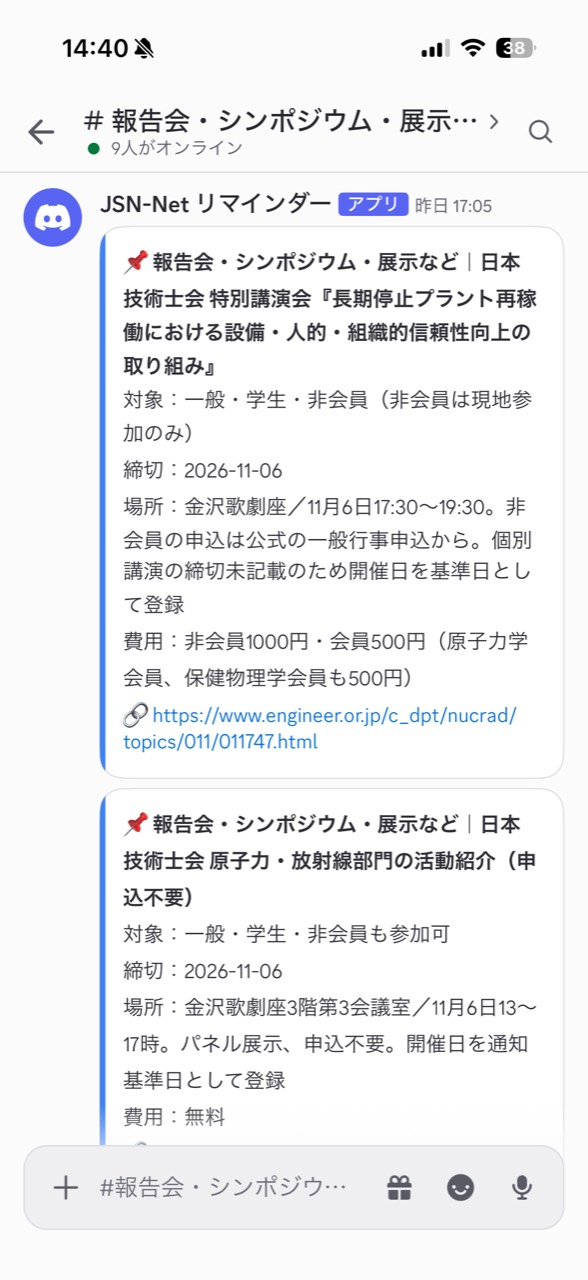 14:40
38
# 報告会・シンポジウム・展示…
9人がオンライン
JSN-Net リマインダー アプリ 昨日 17:05
報告会・シンポジウム・展示など｜日本
技術士会 特別講演会『長期停止プラント再稼
働における設備・人的・組織的信頼性向上の
取り組み』
対象：一般・学生・非会員（非会員は現地参
加のみ）
締切：2026-11-06
場所：金沢歌劇座／11月6日17:30〜19:30。非
会員の申込は公式の一般行事申込から。個別
講演の締切未記載のため開催日を基準日とし
て登録
費用：非会員1000円・会員500円（原子力学
会員、保健物理学会員も500円）
https://www.engineer.or.jp/c_dpt/nucrad/
topics/011/011747.html
報告会・シンポジウム・展示など｜日本
技術士会 原子力・放射線部門の活動紹介（申
込不要）
対象：一般・学生・非会員も参加可
締切：2026-11-06
場所：金沢歌劇座3階第3会議室／11月6日13〜
17時。パネル展示、申込不要。開催日を通知
基準日として登録
費用：無料
#報告会・シンポジウ…